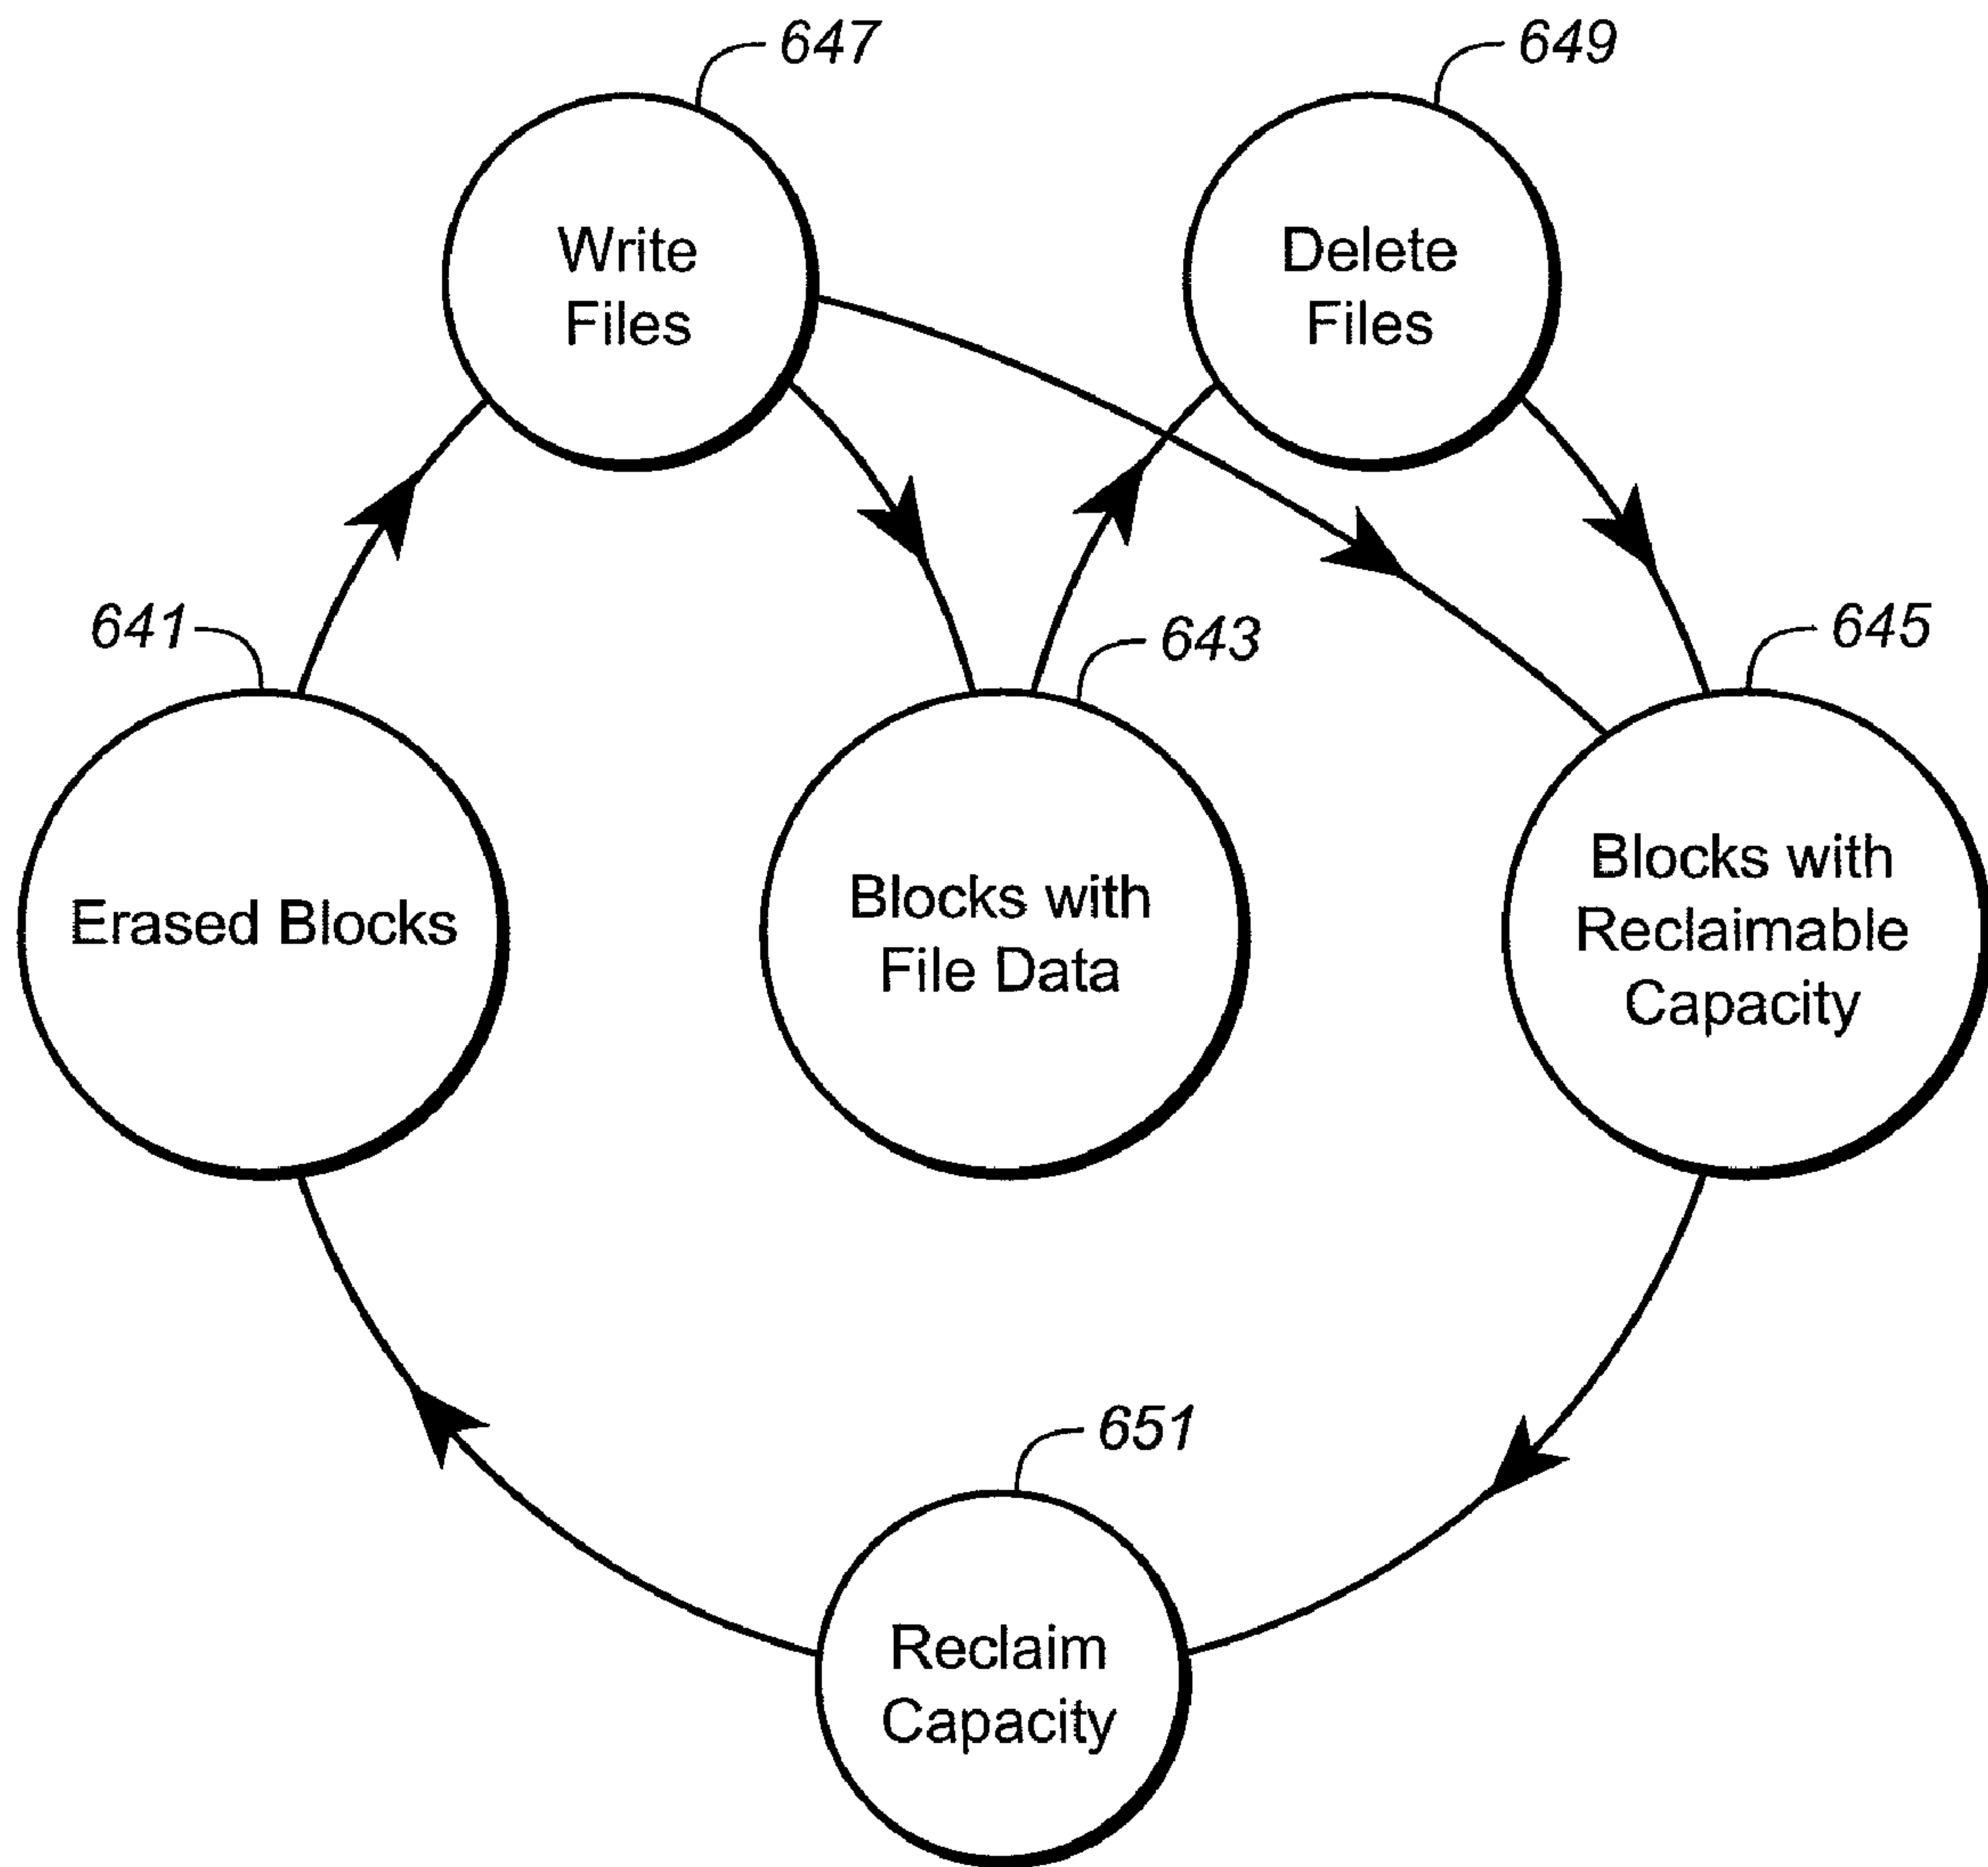 647
649
Write
Files
Delete
Files
641
643
645
Erased Blocks
Blocks with
File Data
Blocks with
Reclaimable
Capacity
651
Reclaim
Capacity